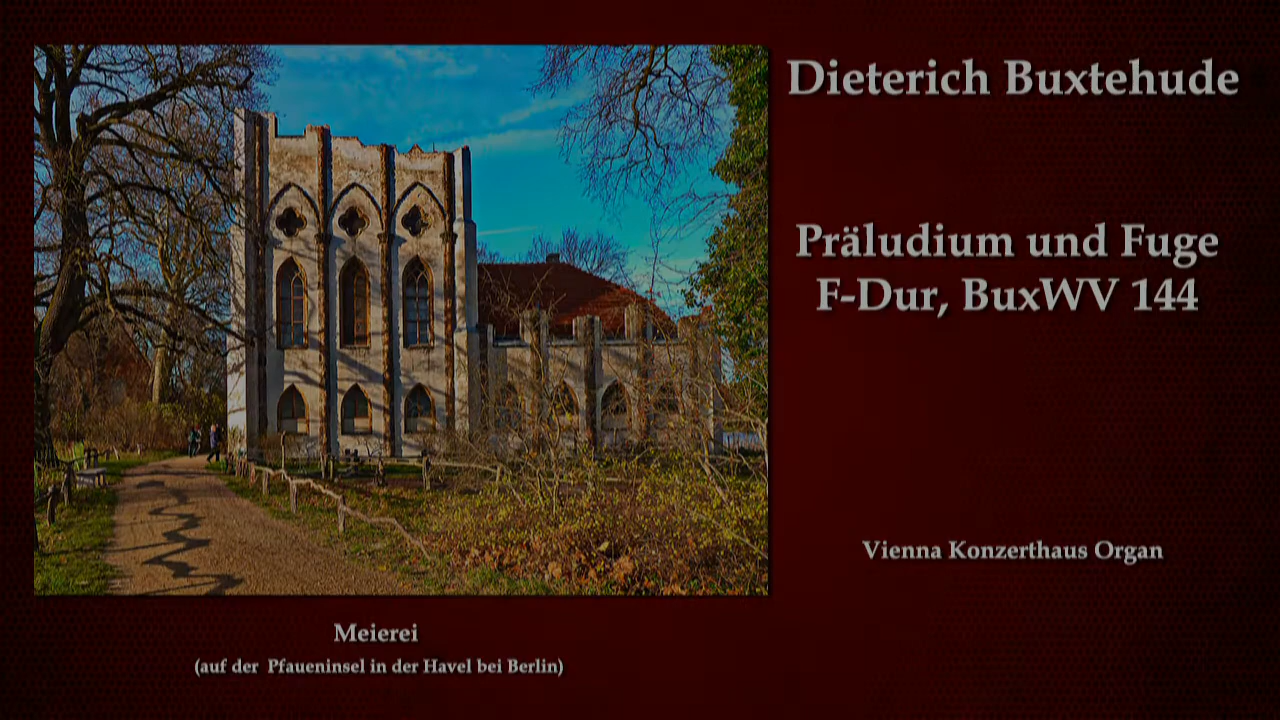 Dieterich Buxtehude
Präludium und Fuge
F-Dur, BuxWV 144
Vienna Konzerthaus Organ
Meierei
(auf der Pfaueninsel in der Havel bei Berlin)